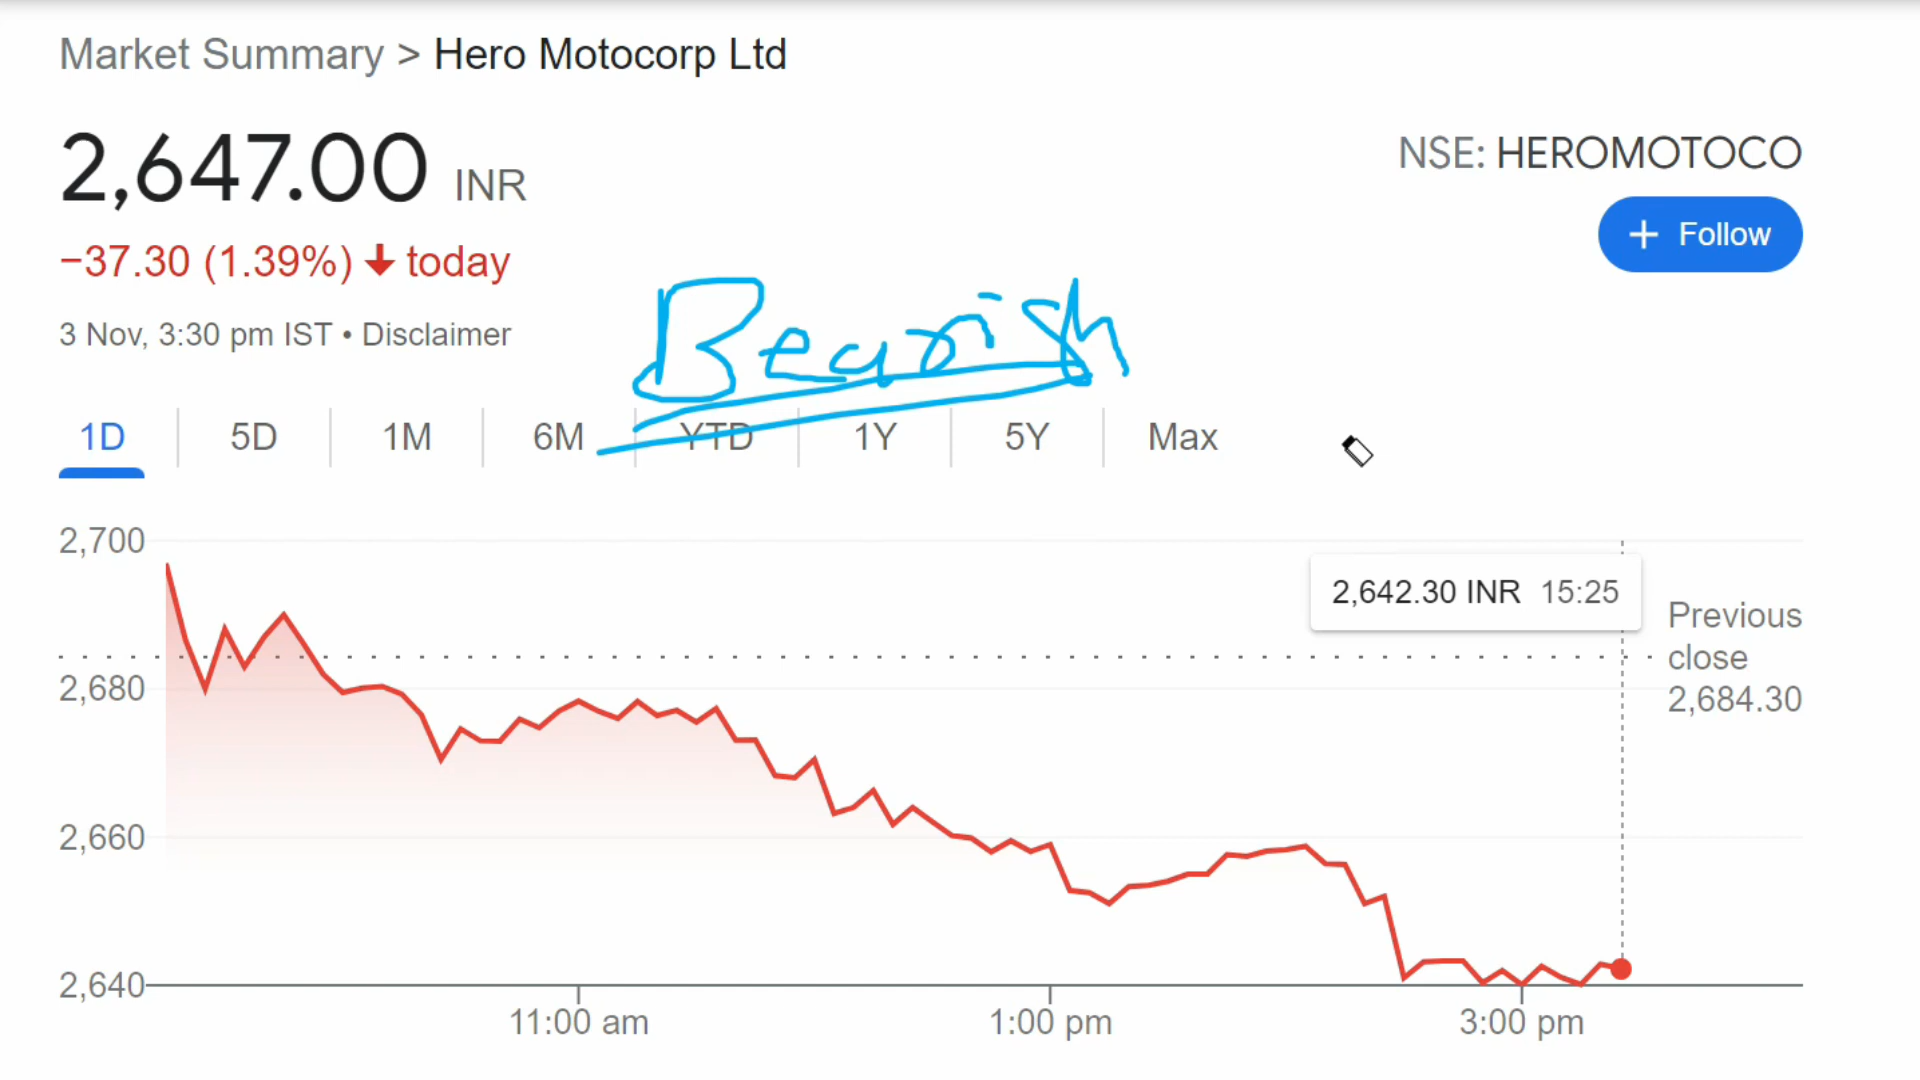 Market Summary > Hero Motocorp Ltd
2,647.00 INR
NSE: HEROMOTOCO
+ Follow
−37.30 (1.39%) ↓ today
3 Nov, 3:30 pm IST • Disclaimer
Bearish
1D 5D 1M 6M YTD 1Y 5Y Max
2,700
2,642.30 INR 15:25
Previous
close
2,684.30
2,680
2,660
2,640
11:00 am 1:00 pm 3:00 pm